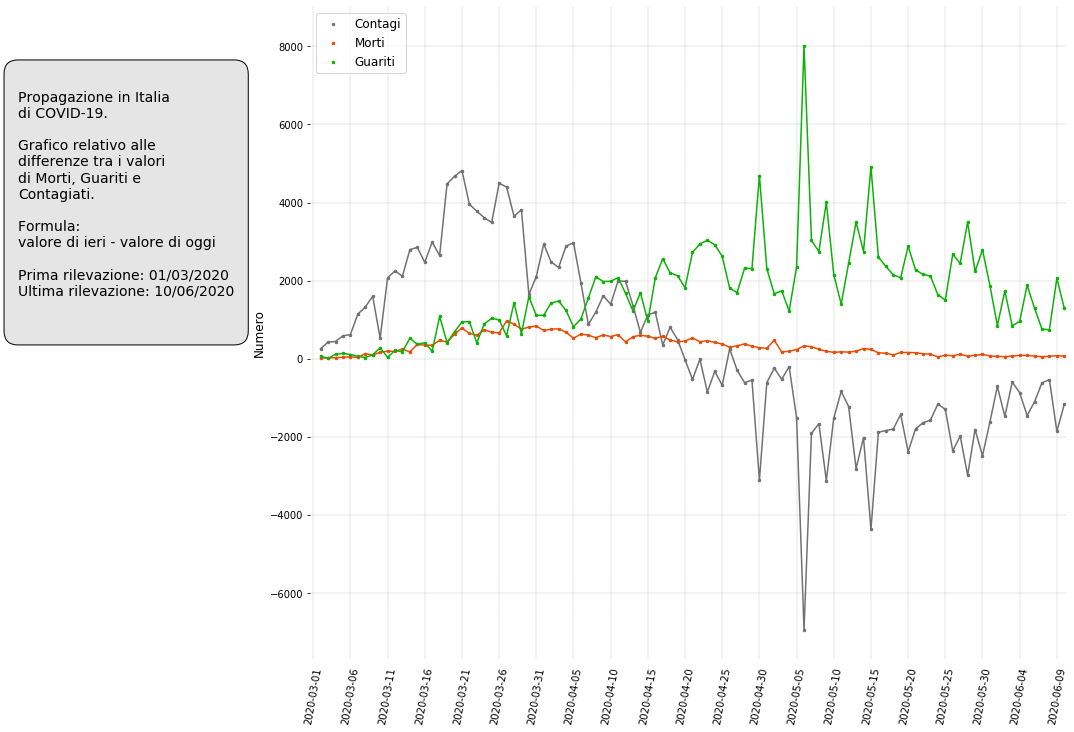 Propagazione in Italia
di COVID-19.
Grafico relativo alle
differenze tra i valori
di Morti, Guariti e
Contagiati.
Formula:
valore di ieri - valore di oggi
Prima rilevazione: 01/03/2020
Ultima rilevazione: 10/06/2020
Contagi
Morti
Guariti
Numero
8000
6000
4000
2000
0
−2000
−4000
−6000
2020-03-01
2020-03-06
2020-03-11
2020-03-16
2020-03-21
2020-03-26
2020-03-31
2020-04-05
2020-04-10
2020-04-15
2020-04-20
2020-04-25
2020-04-30
2020-05-05
2020-05-10
2020-05-15
2020-05-20
2020-05-25
2020-05-30
2020-06-04
2020-06-09